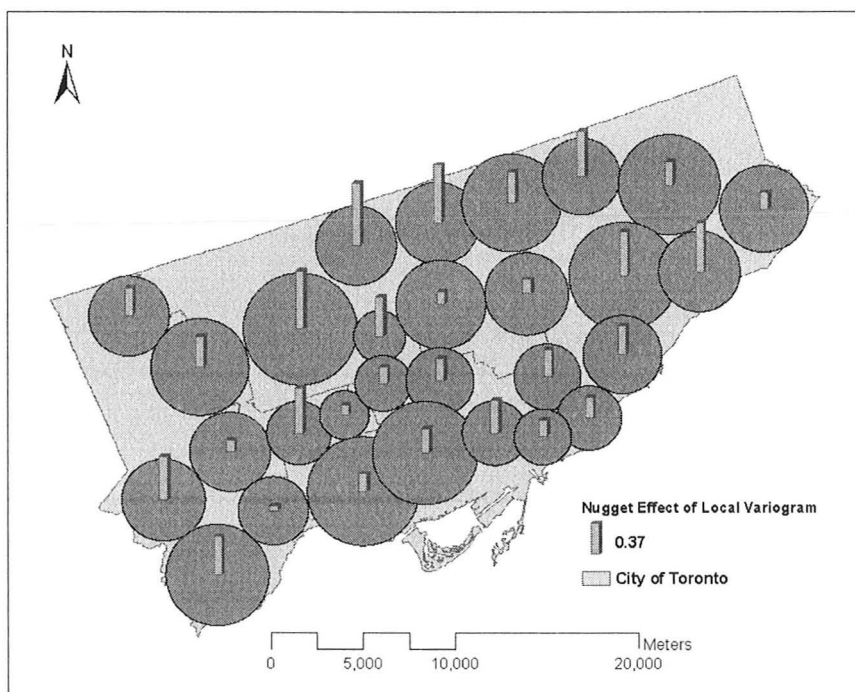 N
Nugget Effect of Local Variogram
0.37
City of Toronto
Meters
0 5,000 10,000 20,000